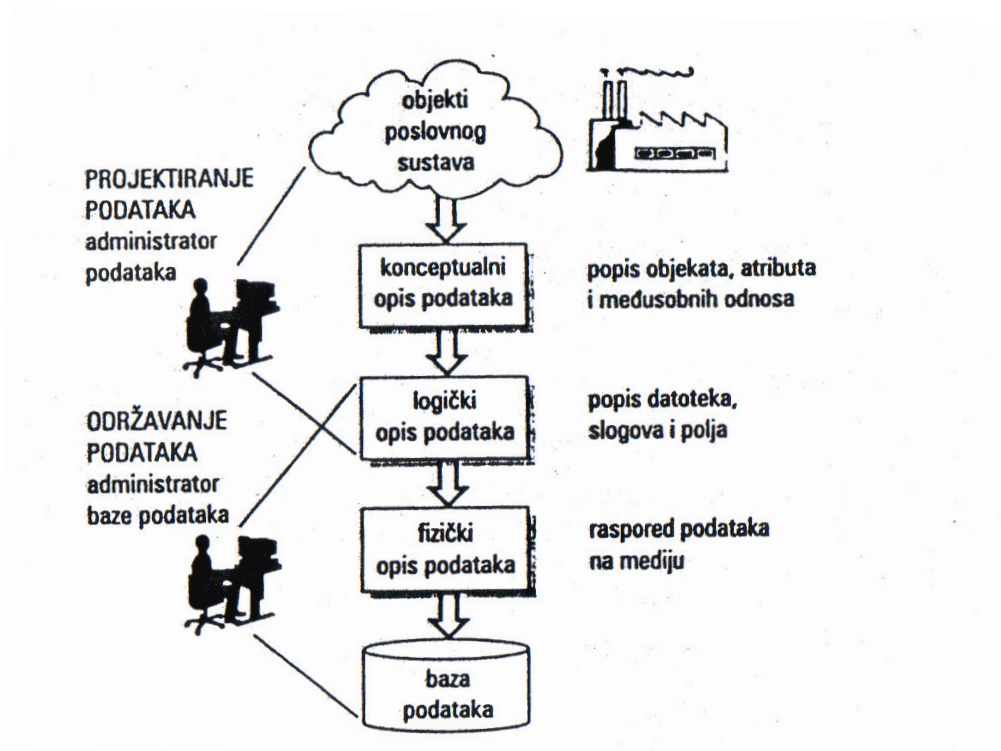 objekti
poslovnog
sustava
PROJEKTIRANJE
PODATAKA
administrator
podataka
konceptualni
opis podataka
popis objekata, atributa
i međusobnih odnosa
logički
opis podataka
popis datoteka,
slogova i polja
ODRŽAVANJE
PODATAKA
administrator
baze podataka
fizički
opis podataka
raspored podataka
na mediju
baza
podataka